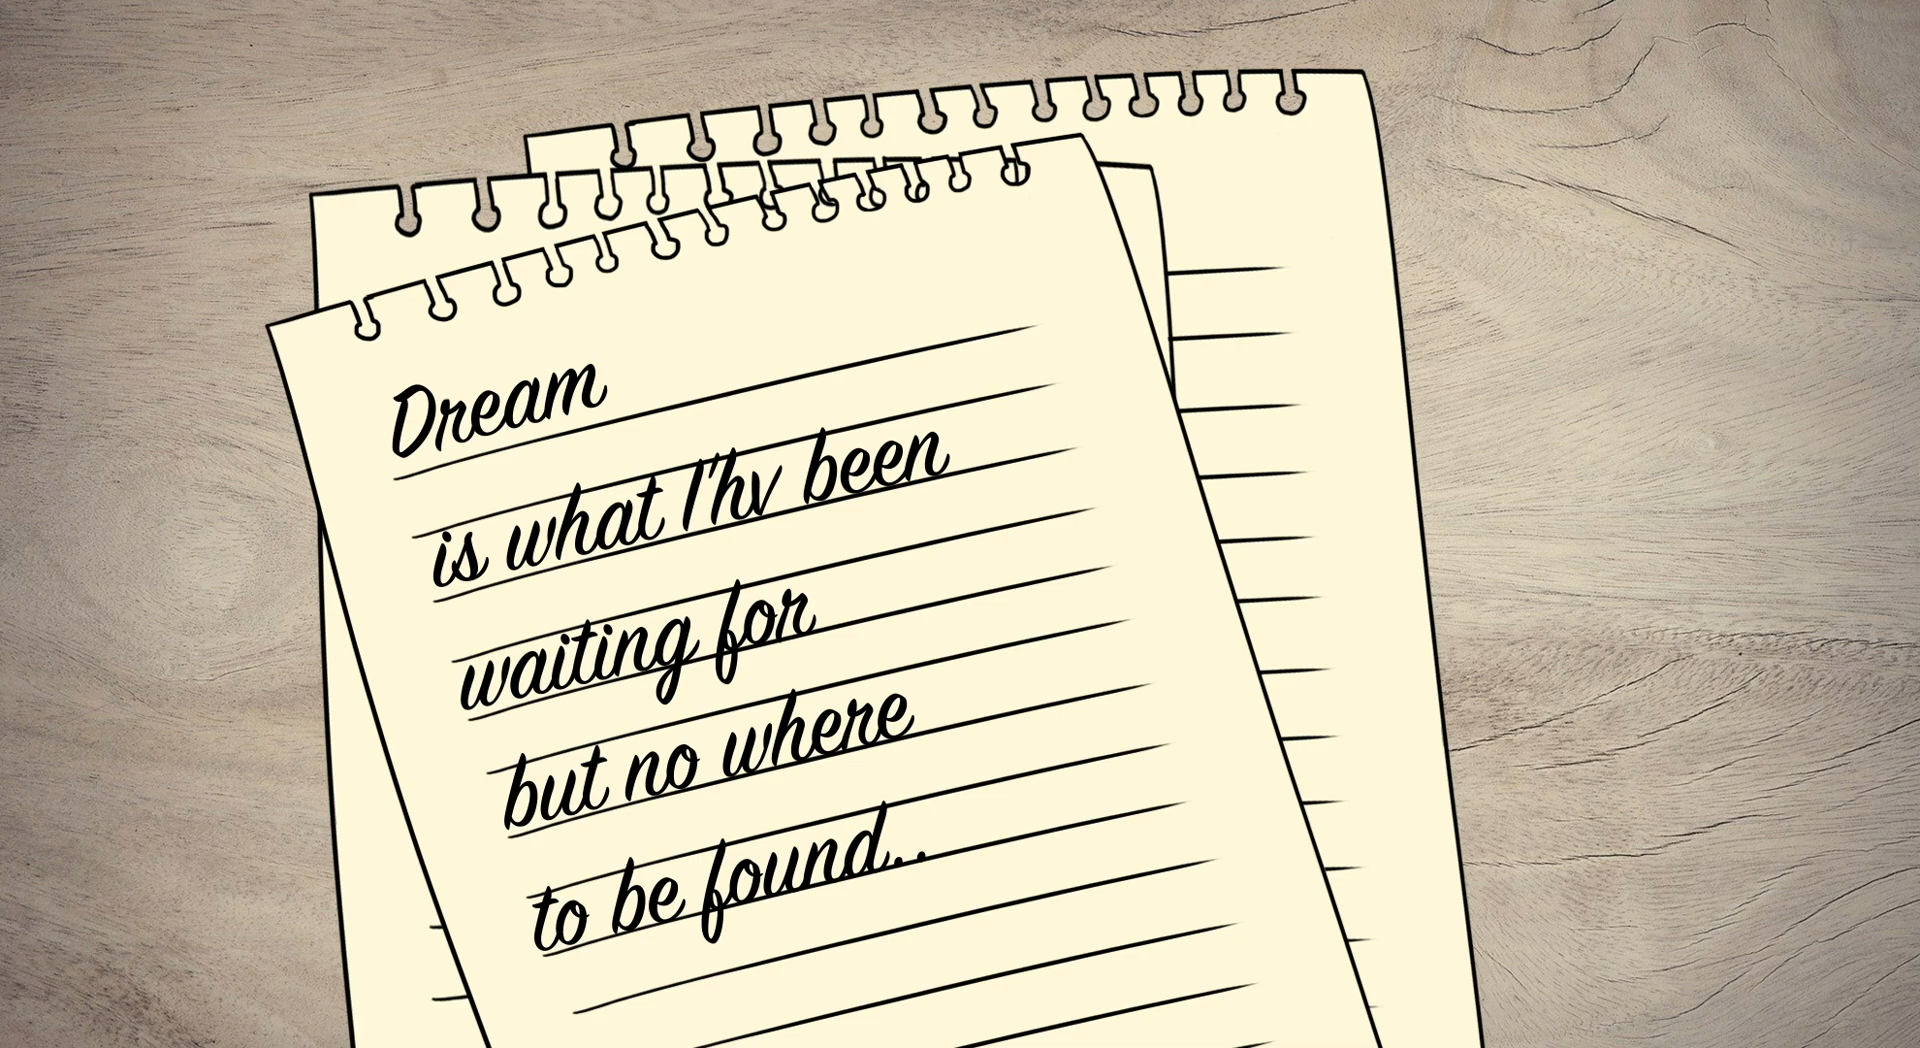 Dream
is what I'hv been
waiting for
but no where
to be found..